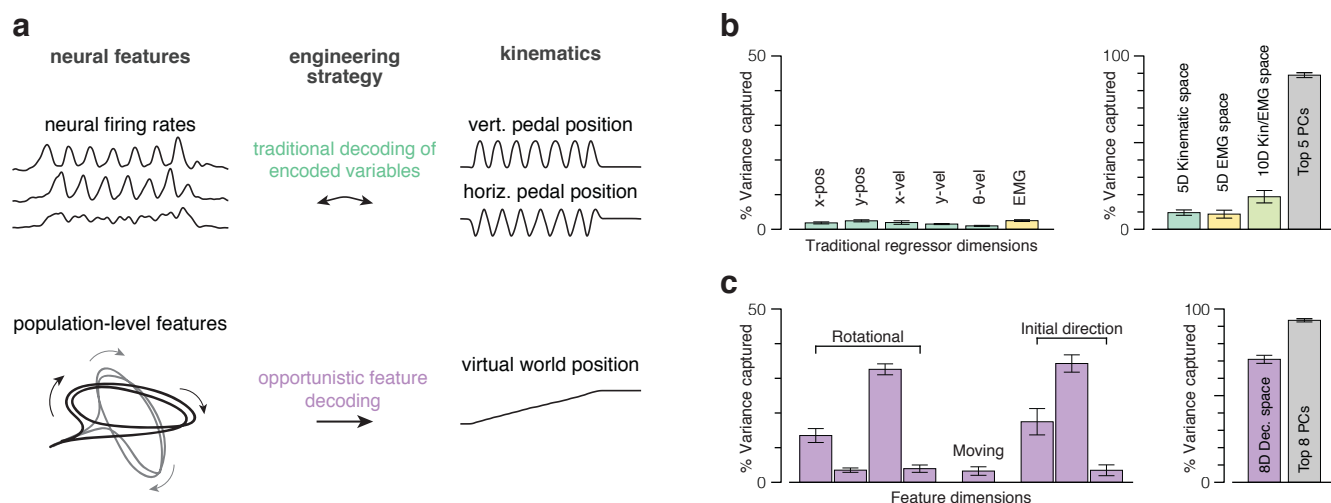 a
neural features
engineering
strategy
kinematics
neural firing rates
traditional decoding of
encoded variables
vert. pedal position
horiz. pedal position
population-level features
opportunistic feature
decoding
virtual world position
b
50
0
% Variance captured
x-pos
y-pos
x-vel
y-vel
θ-vel
EMG
Traditional regressor dimensions
100
0
% Variance captured
5D Kinematic space
5D EMG space
10D Kin/EMG space
Top 5 PCs
c
50
0
% Variance captured
Rotational
Moving
Initial direction
Feature dimensions
100
0
% Variance captured
8D Dec. space
Top 8 PCs